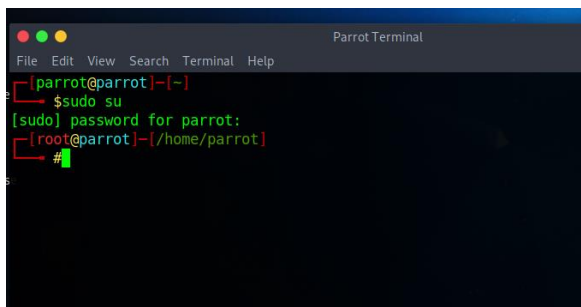 Parrot Terminal
File Edit View Search Terminal Help
┌─[parrot@parrot]─[~]
└──╼ $sudo su
[sudo] password for parrot:
┌─[root@parrot]─[/home/parrot]
└──╼ #